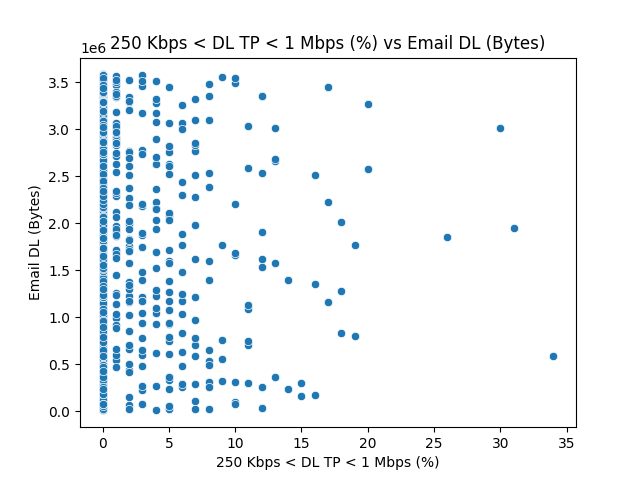 250 Kbps < DL TP < 1 Mbps (%) vs Email DL (Bytes)
1e6
3.5
3.0
2.5
2.0
1.5
1.0
0.5
0.0
Email DL (Bytes)
0 5 10 15 20 25 30 35
250 Kbps < DL TP < 1 Mbps (%)